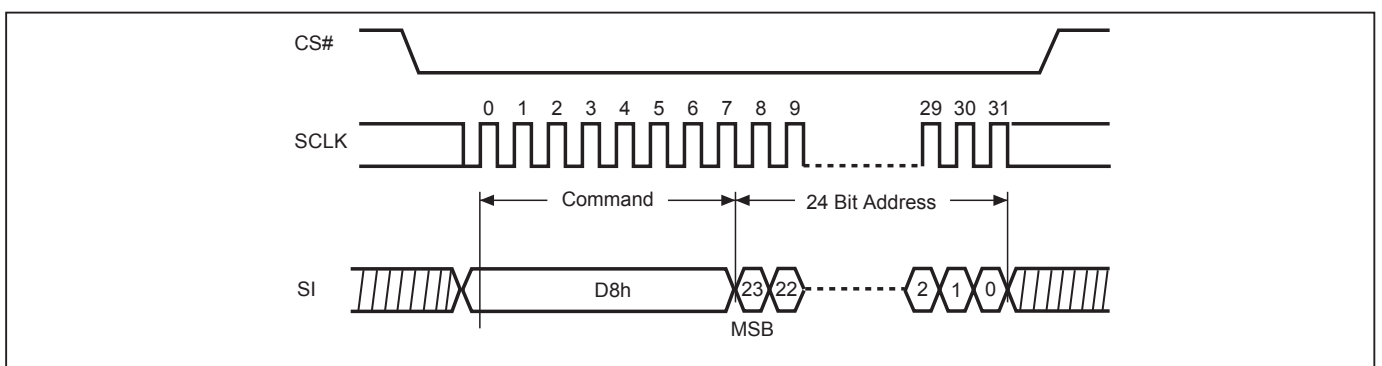 CS#
0 1 2 3 4 5 6 7 8 9 29 30 31
SCLK
Command 24 Bit Address
SI D8h 23 22 2 1 0
MSB